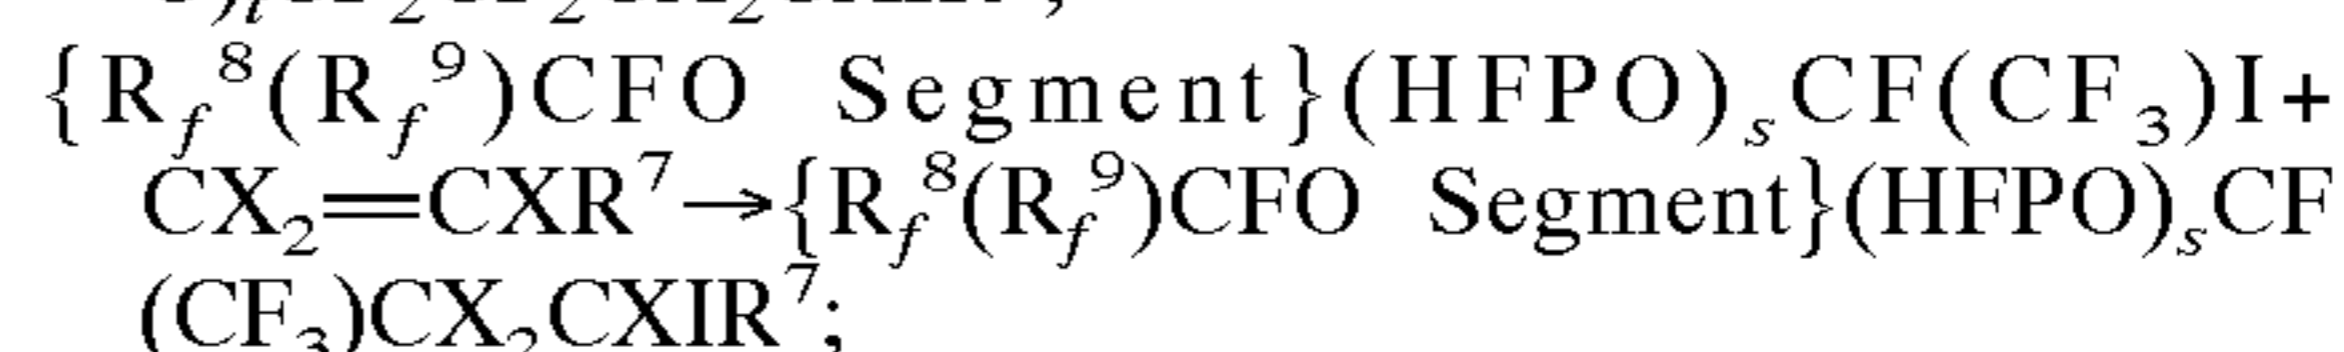 {R_f^8(R_f^9)CFO Segment}(HFPO)_sCF(CF_3)I+
CX_2=CXR^7→{R_f^8(R_f^9)CFO Segment}(HFPO)_sCF
(CF_3)CX_2CXIR^7;